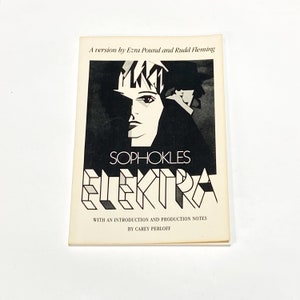 A version by Ezra Pound and Rudd Fleming
SOPHOKLES
ELEKTRA
WITH AN INTRODUCTION AND PRODUCTION NOTES
BY CAREY PERLOFF